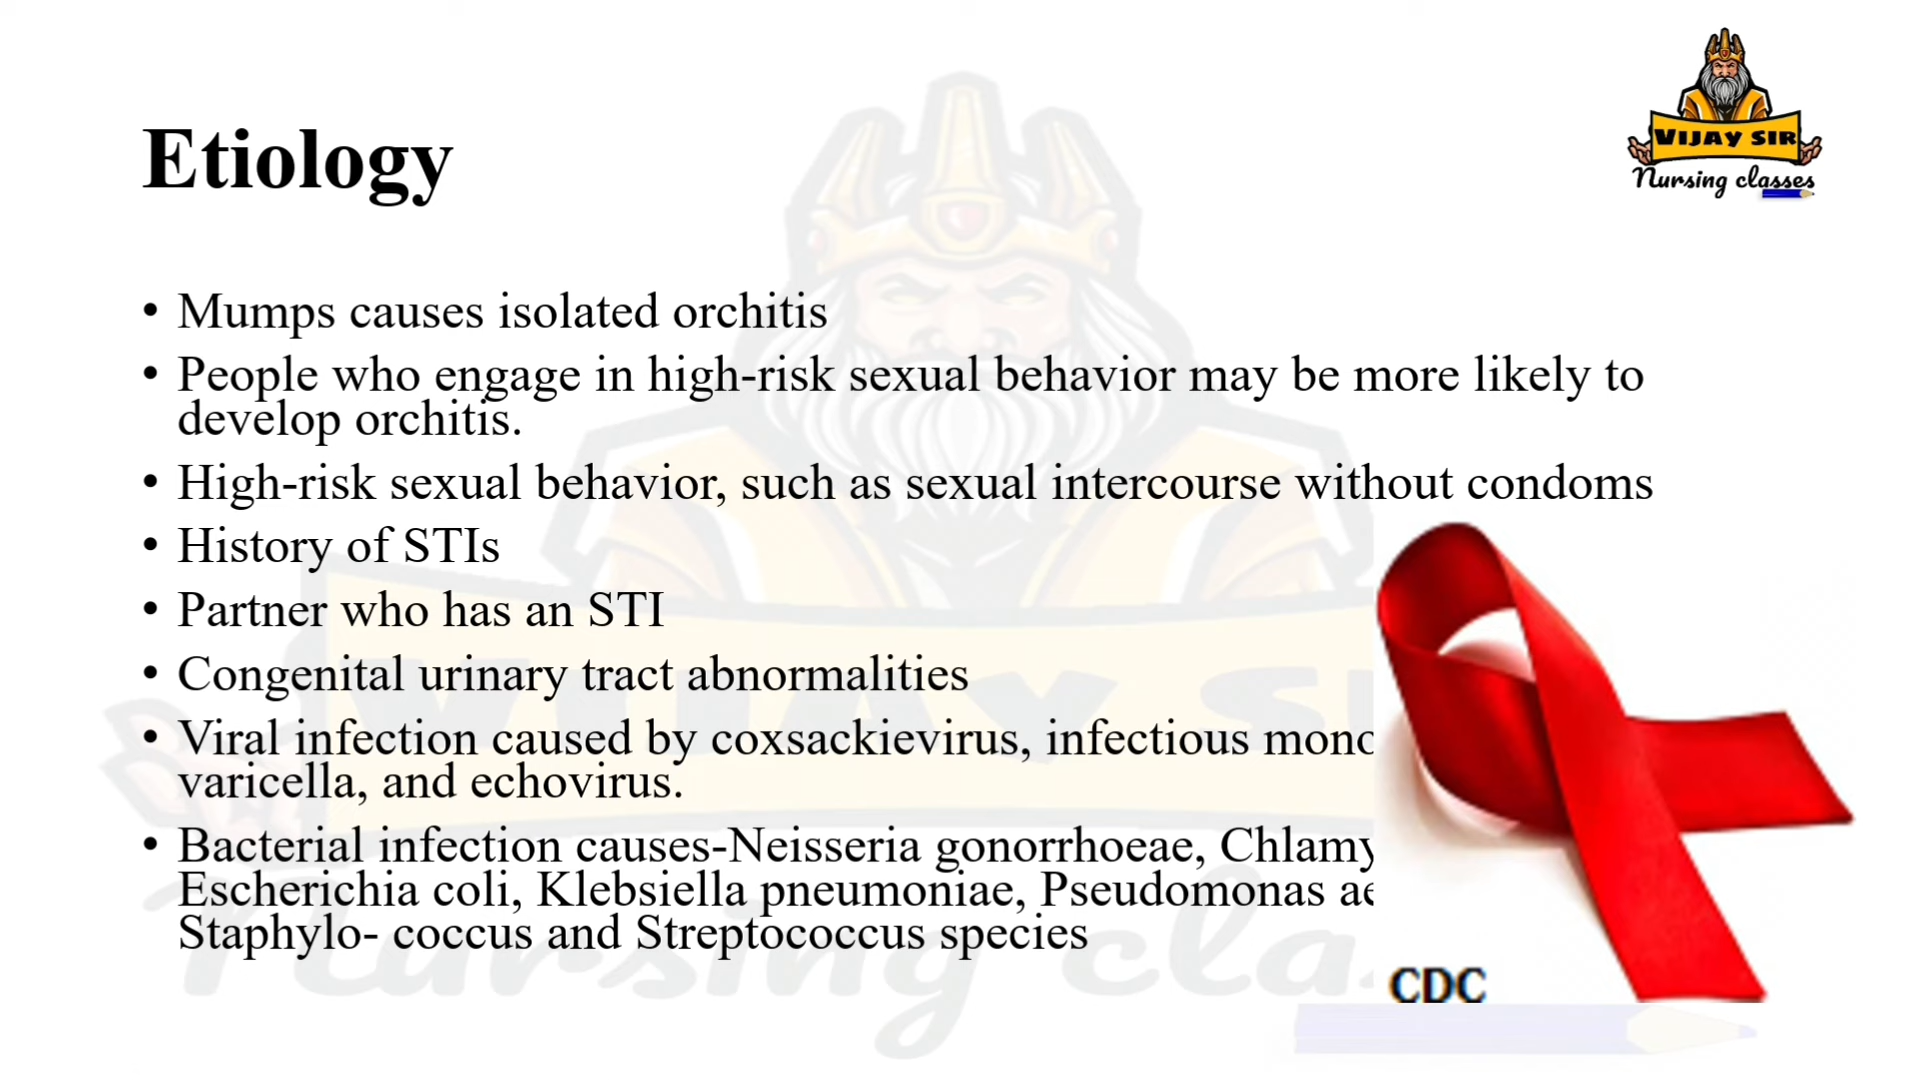 VIJAY SIR
Nursing classes
Etiology
• Mumps causes isolated orchitis
• People who engage in high-risk sexual behavior may be more likely to
develop orchitis.
• High-risk sexual behavior, such as sexual intercourse without condoms
• History of STIs
• Partner who has an STI
• Congenital urinary tract abnormalities
• Viral infection caused by coxsackievirus, infectious
varicella, and echovirus.
• Bacterial infection causes-Neisseria gonorrhoeae,
Escherichia coli, Klebsiella pneumoniae, Pseudomonas
Staphylo- coccus and Streptococcus species
CDC